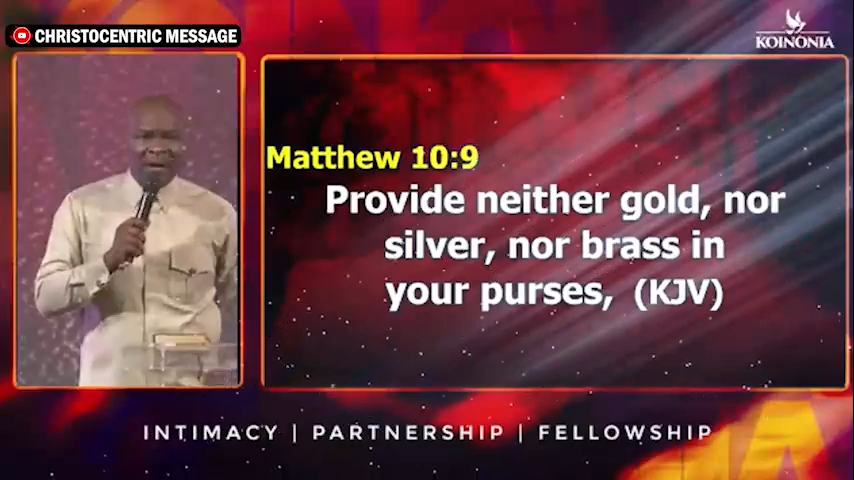 CHRISTOCENTRIC MESSAGE
KOINONIA
Matthew 10:9
Provide neither gold, nor
silver, nor brass in
your purses, (KJV)
INTIMACY | PARTNERSHIP | FELLOWSHIP